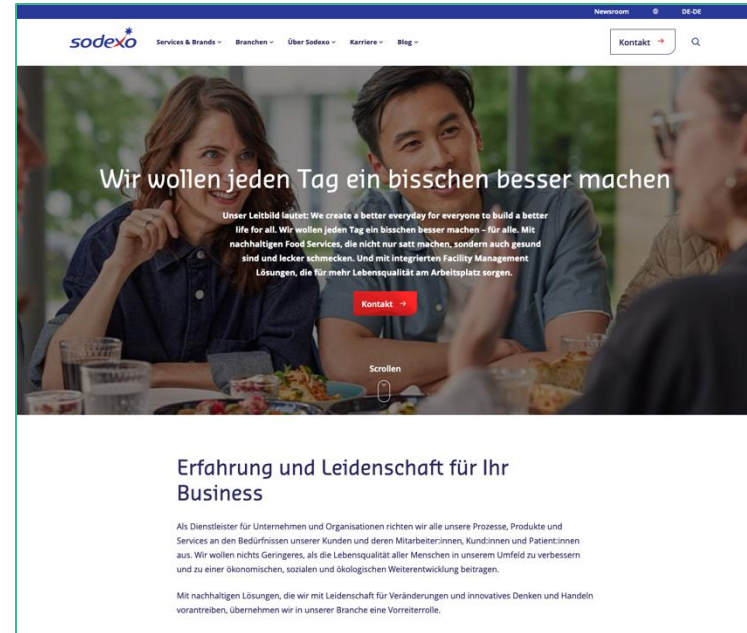 Newsroom DE-DE
sodexo
Services & Brands Branchen Über Sodexo Karriere Blog Kontakt
Wir wollen jeden Tag ein bisschen besser machen
Unser Leitbild lautet: We create a better everyday for everyone to build a better
life for all. Wir wollen jeden Tag ein bisschen besser machen – für alle. Mit
nachhaltigen Food Services, die nicht nur satt machen, sondern auch gesund
sind und lecker schmecken. Und mit integrierten Facility Management
Lösungen, die für mehr Lebensqualität am Arbeitsplatz sorgen.
Kontakt
Scrollen
Erfahrung und Leidenschaft für Ihr
Business
Als Dienstleister für Unternehmen und Organisationen richten wir alle unsere Prozesse, Produkte und
Services an den Bedürfnissen unserer Kunden und deren Mitarbeiter:innen, Kund:innen und Patient:innen
aus. Wir wollen nichts Geringeres, als die Lebensqualität aller Menschen in unserem Umfeld zu verbessern
und zu einer ökonomischen, sozialen und ökologischen Weiterentwicklung beitragen.
Mit nachhaltigen Lösungen, die wir mit Leidenschaft für Veränderungen und innovatives Denken und Handeln
vorantreiben, übernehmen wir in unserer Branche eine Vorreiterrolle.